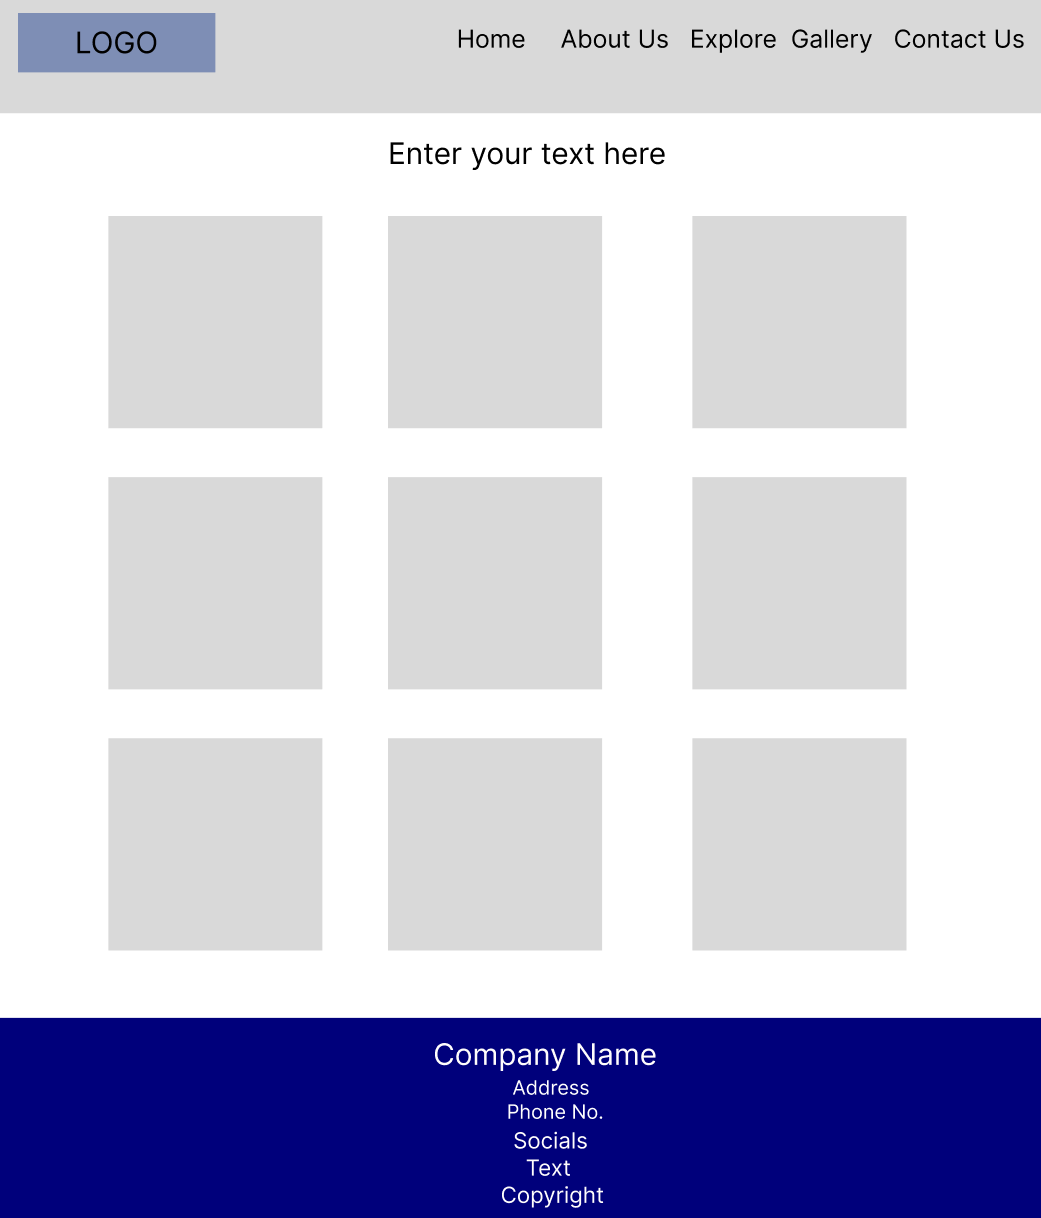 LOGO
Home About Us Explore Gallery Contact Us
Enter your text here
Company Name
Address
Phone No.
Socials
Text
Copyright